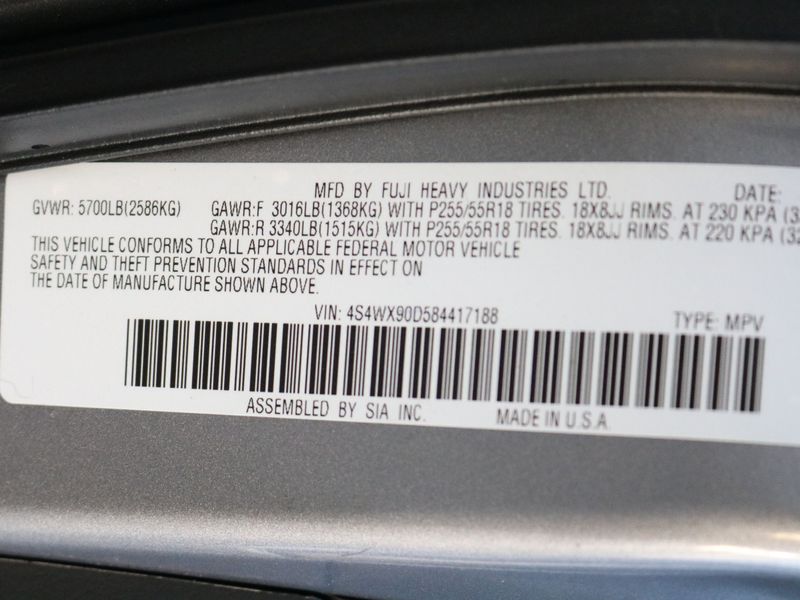 MFD BY FUJI HEAVY INDUSTRIES LTD. DATE:
GVWR: 5700LB(2586KG) GAWR:F 3016LB(1368KG) WITH P255/55R18 TIRES. 18X8JJ RIMS. AT 230 KPA (3
GAWR:R 3340LB(1515KG) WITH P255/55R18 TIRES. 18X8JJ RIMS. AT 220 KPA (32
THIS VEHICLE CONFORMS TO ALL APPLICABLE FEDERAL MOTOR VEHICLE
SAFETY AND THEFT PREVENTION STANDARDS IN EFFECT ON
THE DATE OF MANUFACTURE SHOWN ABOVE.
VIN: 4S4WX90D584417188 TYPE: MPV
ASSEMBLED BY SIA INC. MADE IN U.S.A.